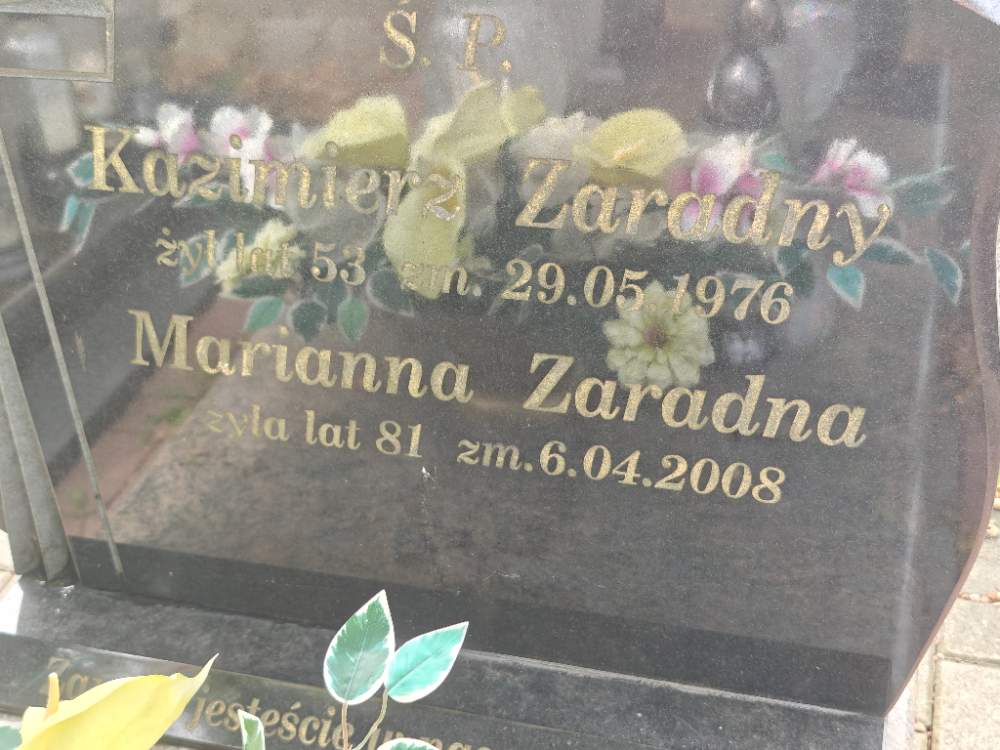 Ś. P.
Kazimierz Zaradny
żył lat 53 zm. 29.05.1976
Marianna Zaradna
żyła lat 81 zm. 6.04.2008
jesteście